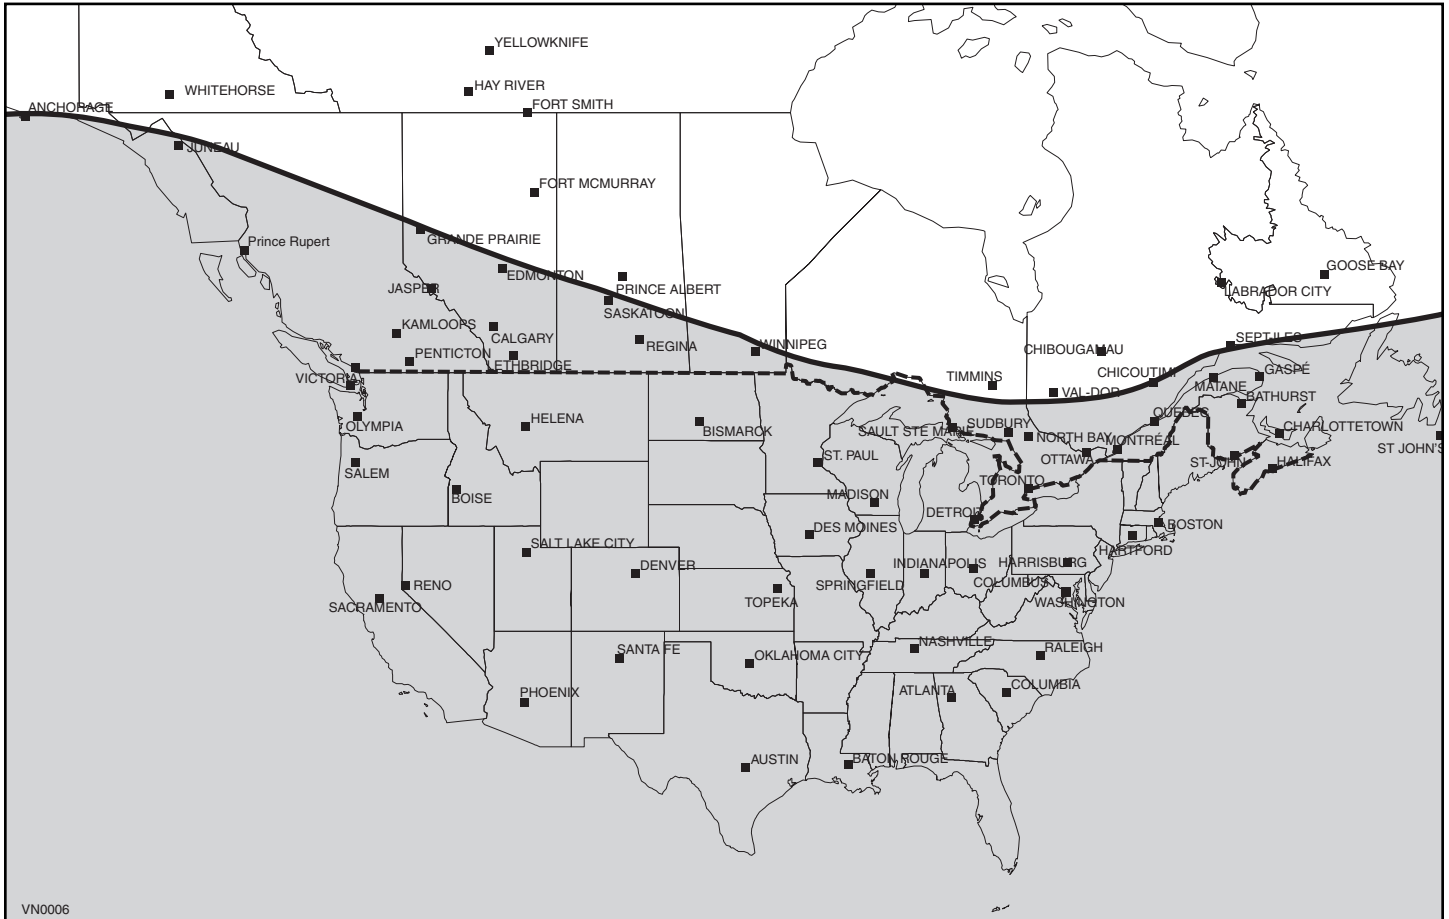 YELLOWKNIFE
HAY RIVER
WHITEHORSE
FORT SMITH
ANCHORAGE
JUNEAU
FORT MCMURRAY
GRANDE PRAIRIE
Prince Rupert
EDMONTON
GOOSE BAY
JASPER
PRINCE ALBERT
LABRADOR CITY
SASKATOON
KAMLOOPS
CALGARY
REGINA
WINNIPEG
SEPT-ILES
CHIBOUGAMAU
PENTICTON
ETHBRIDGE
CHICOUTIMI
GASPÉ
VICTORIA
TIMMINS
VAL-DOR
MATANE
BATHURST
OLYMPIA
HELENA
BISMARCK
SAULT STE MARIE
SUDBURY
NORTH BAY
QUEBEC
MONTRÉAL
CHARLOTTETOWN
ST JOHN'S
SALEM
ST. PAUL
OTTAWA
ST-JOHN
HALIFAX
BOISE
MADISON
TORONTO
DETROIT
DES MOINES
BOSTON
HARTFORD
SALT LAKE CITY
DENVER
INDIANAPOLIS
HARRISBURG
RENO
SPRINGFIELD
COLUMBUS
SACRAMENTO
TOPEKA
WASHINGTON
SANTA FE
OKLAHOMA CITY
NASHVILLE
RALEIGH
PHOENIX
ATLANTA
COLUMBIA
AUSTIN
BATON ROUGE
VN0006